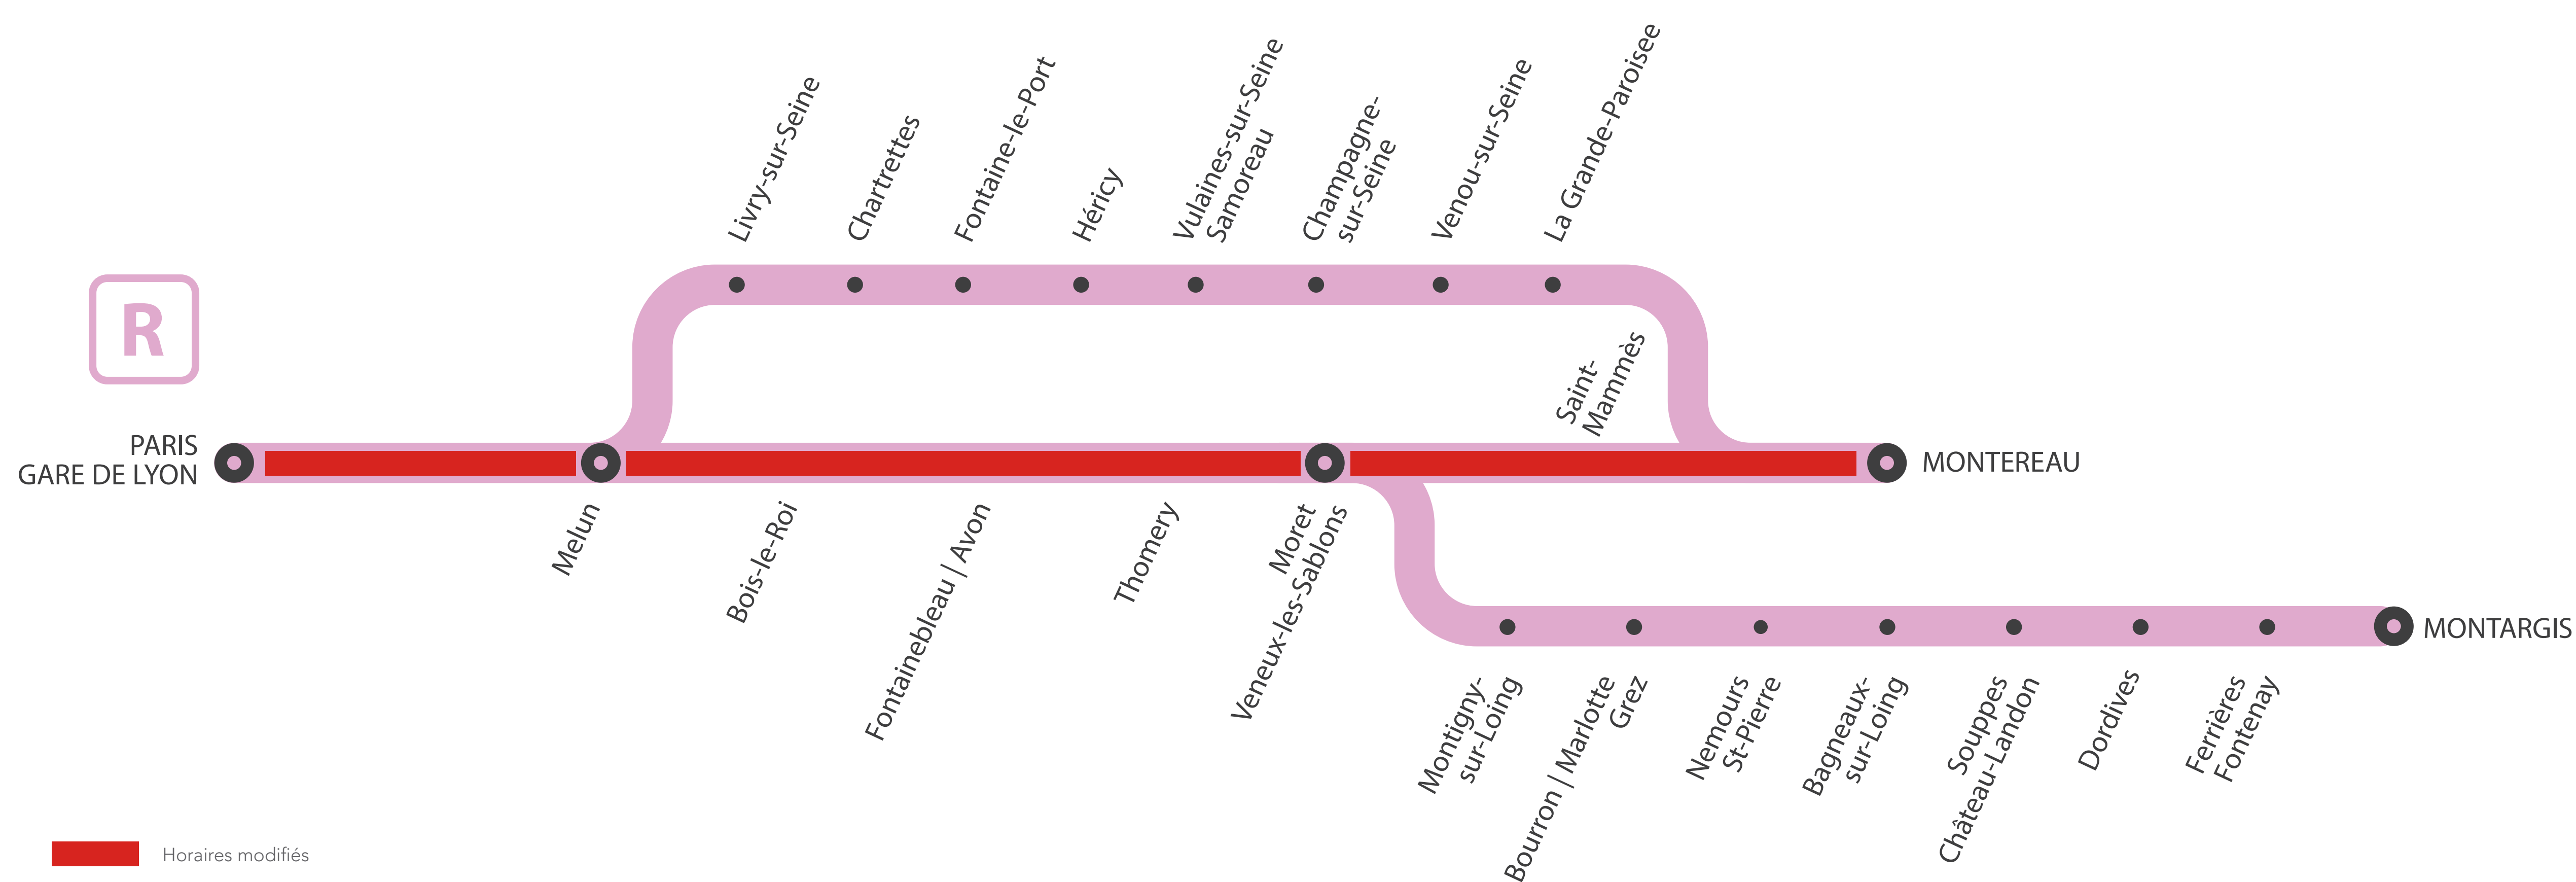 Livry-sur-Seine
Chartrettes
Fontaine-le-Port
Héricy
Vulaines-sur-Seine
Samoreau
Champagne-
sur-Seine
Venou-sur-Seine
La Grande-Paroisee
R
Saint-
Mammès
PARIS
GARE DE LYON
MONTEREAU
Melun
Bois-le-Roi
Fontainebleau | Avon
Thomery
Moret
Veneux-les-Sablons
MONTARGIS
Montigny-
sur-Loing
Bourron | Marlotte
Grez
Nemours
St-Pierre
Bagneaux-
sur-Loing
Souppes
Château-Landon
Dordives
Ferrières
Fontenay
Horaires modifiés